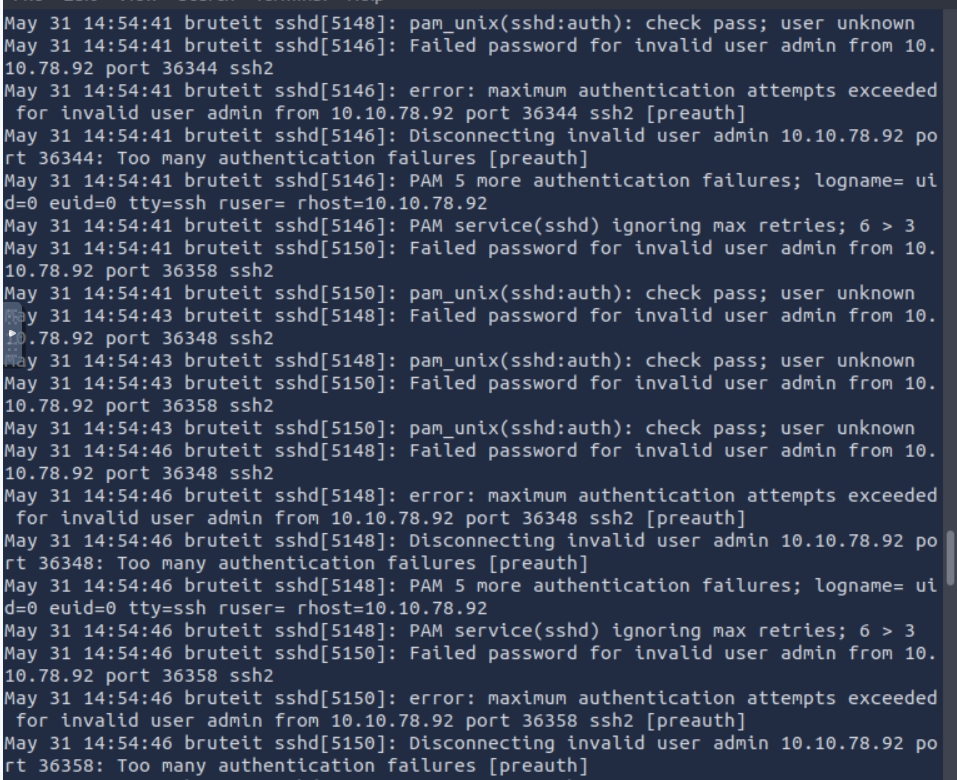 May 31 14:54:41 bruteit sshd[5148]: pam_unix(sshd:auth): check pass; user unknown
May 31 14:54:41 bruteit sshd[5146]: Failed password for invalid user admin from 10.
10.78.92 port 36344 ssh2
May 31 14:54:41 bruteit sshd[5146]: error: maximum authentication attempts exceeded
 for invalid user admin from 10.10.78.92 port 36344 ssh2 [preauth]
May 31 14:54:41 bruteit sshd[5146]: Disconnecting invalid user admin 10.10.78.92 po
rt 36344: Too many authentication failures [preauth]
May 31 14:54:41 bruteit sshd[5146]: PAM 5 more authentication failures; logname= ui
d=0 euid=0 tty=ssh ruser= rhost=10.10.78.92
May 31 14:54:41 bruteit sshd[5146]: PAM service(sshd) ignoring max retries; 6 > 3
May 31 14:54:41 bruteit sshd[5150]: Failed password for invalid user admin from 10.
10.78.92 port 36358 ssh2
May 31 14:54:41 bruteit sshd[5150]: pam_unix(sshd:auth): check pass; user unknown
ay 31 14:54:43 bruteit sshd[5148]: Failed password for invalid user admin from 10.
0.78.92 port 36348 ssh2
May 31 14:54:43 bruteit sshd[5148]: pam_unix(sshd:auth): check pass; user unknown
May 31 14:54:43 bruteit sshd[5150]: Failed password for invalid user admin from 10.
10.78.92 port 36358 ssh2
May 31 14:54:43 bruteit sshd[5150]: pam_unix(sshd:auth): check pass; user unknown
May 31 14:54:46 bruteit sshd[5148]: Failed password for invalid user admin from 10.
10.78.92 port 36348 ssh2
May 31 14:54:46 bruteit sshd[5148]: error: maximum authentication attempts exceeded
 for invalid user admin from 10.10.78.92 port 36348 ssh2 [preauth]
May 31 14:54:46 bruteit sshd[5148]: Disconnecting invalid user admin 10.10.78.92 po
rt 36348: Too many authentication failures [preauth]
May 31 14:54:46 bruteit sshd[5148]: PAM 5 more authentication failures; logname= ui
d=0 euid=0 tty=ssh ruser= rhost=10.10.78.92
May 31 14:54:46 bruteit sshd[5148]: PAM service(sshd) ignoring max retries; 6 > 3
May 31 14:54:46 bruteit sshd[5150]: Failed password for invalid user admin from 10.
10.78.92 port 36358 ssh2
May 31 14:54:46 bruteit sshd[5150]: error: maximum authentication attempts exceeded
 for invalid user admin from 10.10.78.92 port 36358 ssh2 [preauth]
May 31 14:54:46 bruteit sshd[5150]: Disconnecting invalid user admin 10.10.78.92 po
rt 36358: Too many authentication failures [preauth]